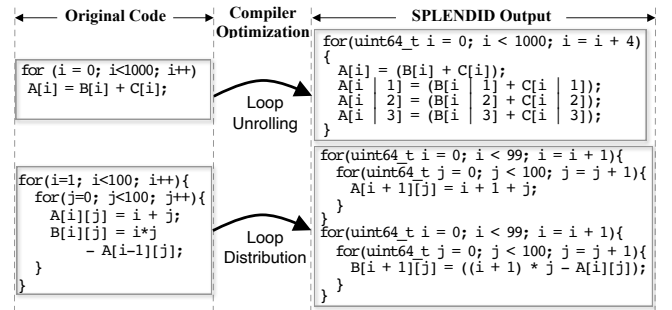 Original Code
Compiler
Optimization
SPLENDID Output
for (i = 0; i<1000; i++)
A[i] = B[i] + C[i];
Loop
Unrolling
for(uint64_t i = 0; i < 1000; i = i + 4)
{
A[i] = (B[i] + C[i]);
A[i | 1] = (B[i | 1] + C[i | 1]);
A[i | 2] = (B[i | 2] + C[i | 2]);
A[i | 3] = (B[i | 3] + C[i | 3]);
}
for(i=1; i<100; i++){
for(j=0; j<100; j++){
A[i][j] = i + j;
B[i][j] = i*j
- A[i-1][j];
}
}
Loop
Distribution
for(uint64_t i = 0; i < 99; i = i + 1){
for(uint64_t j = 0; j < 100; j = j + 1){
A[i + 1][j] = i + 1 + j;
}
}
for(uint64_t i = 0; i < 99; i = i + 1){
for(uint64_t j = 0; j < 100; j = j + 1){
B[i + 1][j] = ((i + 1) * j - A[i][j]);
}
}